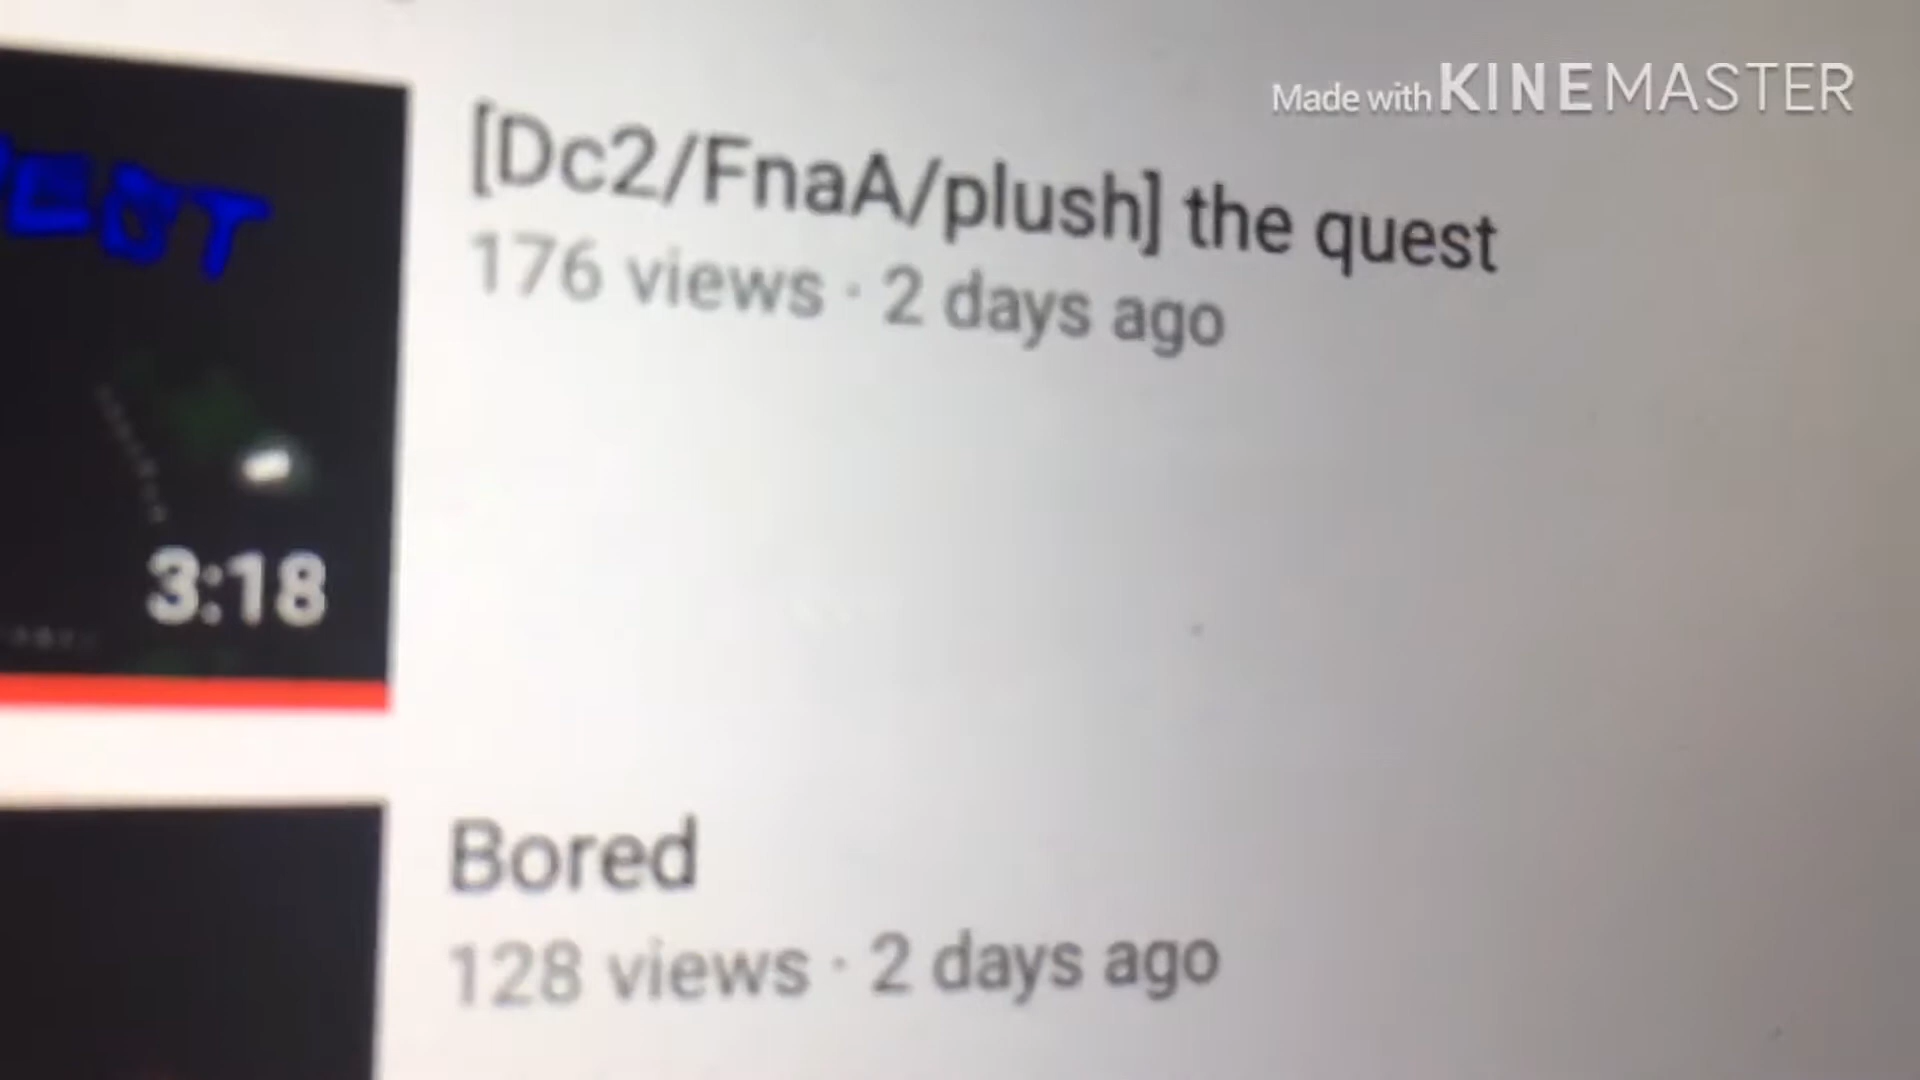 Made with KINEMASTER
[Dc2/FnaA/plush] the quest
176 views · 2 days ago
3:18
Bored
128 views · 2 days ago